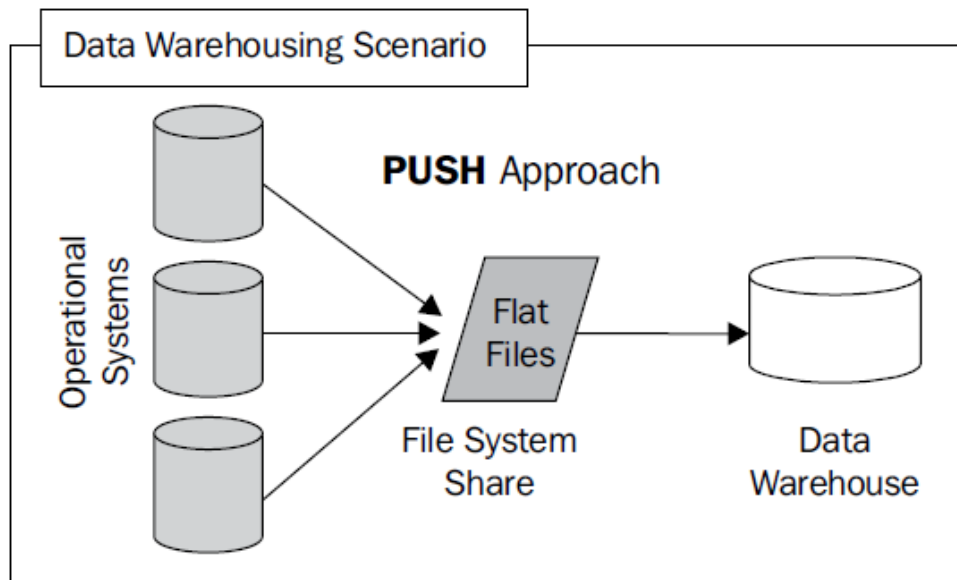 Data Warehousing Scenario
PUSH Approach
Operational
Systems
Flat
Files
File System
Share
Data
Warehouse